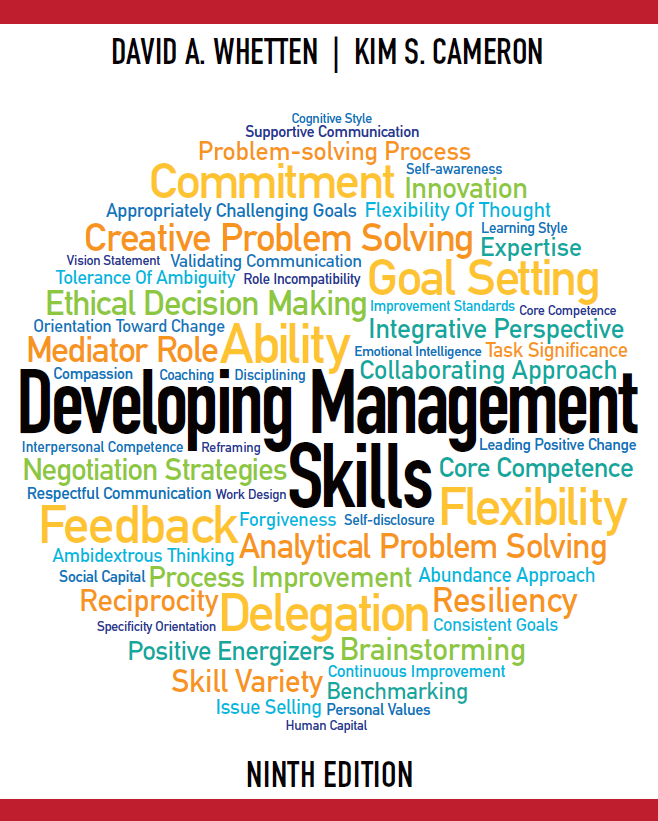 DAVID A. WHETTEN | KIM S. CAMERON
Cognitive Style
Supportive Communication
Problem-solving Process
Commitment Self-awareness
Innovation
Appropriately Challenging Goals Flexibility Of Thought
Creative Problem Solving Learning Style
Expertise
Vision Statement Validating Communication
Goal Setting
Tolerance Of Ambiguity Role Incompatibility
Ethical Decision Making Improvement Standards Core Competence
Orientation Toward Change Ability Integrative Perspective
Mediator Role Emotional Intelligence Task Significance
Compassion Coaching Disciplining Collaborating Approach
Developing Management
Skills
Interpersonal Competence Reframing Leading Positive Change
Negotiation Strategies Core Competence
Respectful Communication Work Design
Flexibility
Feedback Forgiveness Self-disclosure
Ambidextrous Thinking Analytical Problem Solving
Social Capital Process Improvement Abundance Approach
Reciprocity Delegation Resiliency
Specificity Orientation Consistent Goals
Positive Energizers Brainstorming
Skill Variety Continuous Improvement
Benchmarking
Issue Selling Personal Values
Human Capital
NINTH EDITION